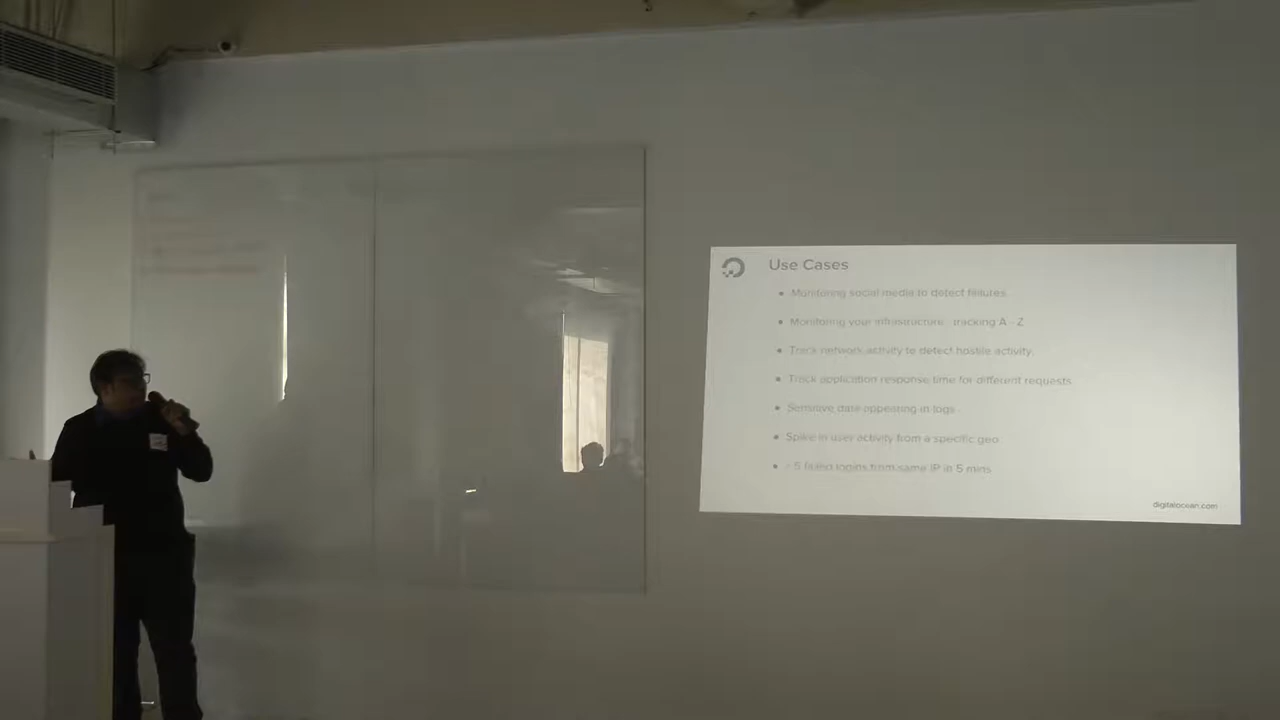 Use Cases
Monitoring social media to detect failures
Monitoring your infrastructure - tracking A - Z
Track network activity to detect hostile activity.
Track application response time for different requests
Sensitive data appearing in logs
Spike in user activity from a specific geo
5 failed logins from same IP in 5 mins
digitalocean.com